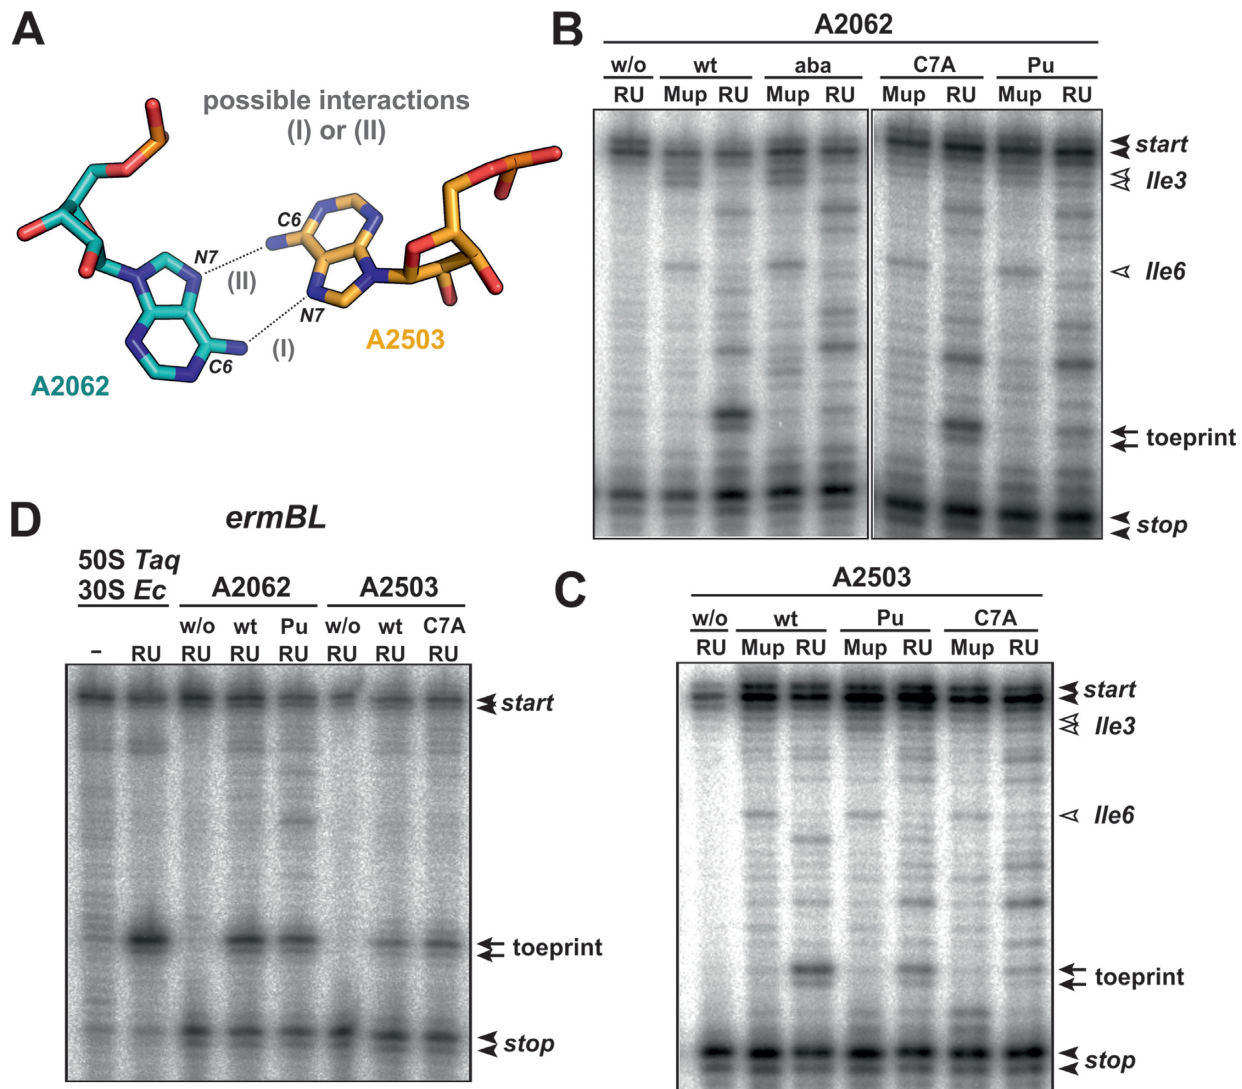 A
possible interactions
(I) or (II)
C6
N7
(II)
N7
(I)
A2503
C6
A2062
B
A2062
w/o wt aba C7A Pu
RU Mup RU Mup RU Mup RU Mup RU
start
Ile3
Ile6
toeprint
stop
D
ermBL
50S Taq
30S Ec
A2062 A2503
w/o wt Pu w/o wt C7A
– RU RU RU RU RU RU RU
start
toeprint
stop
C
A2503
w/o wt Pu C7A
RU Mup RU Mup RU Mup RU
start
Ile3
Ile6
toeprint
stop